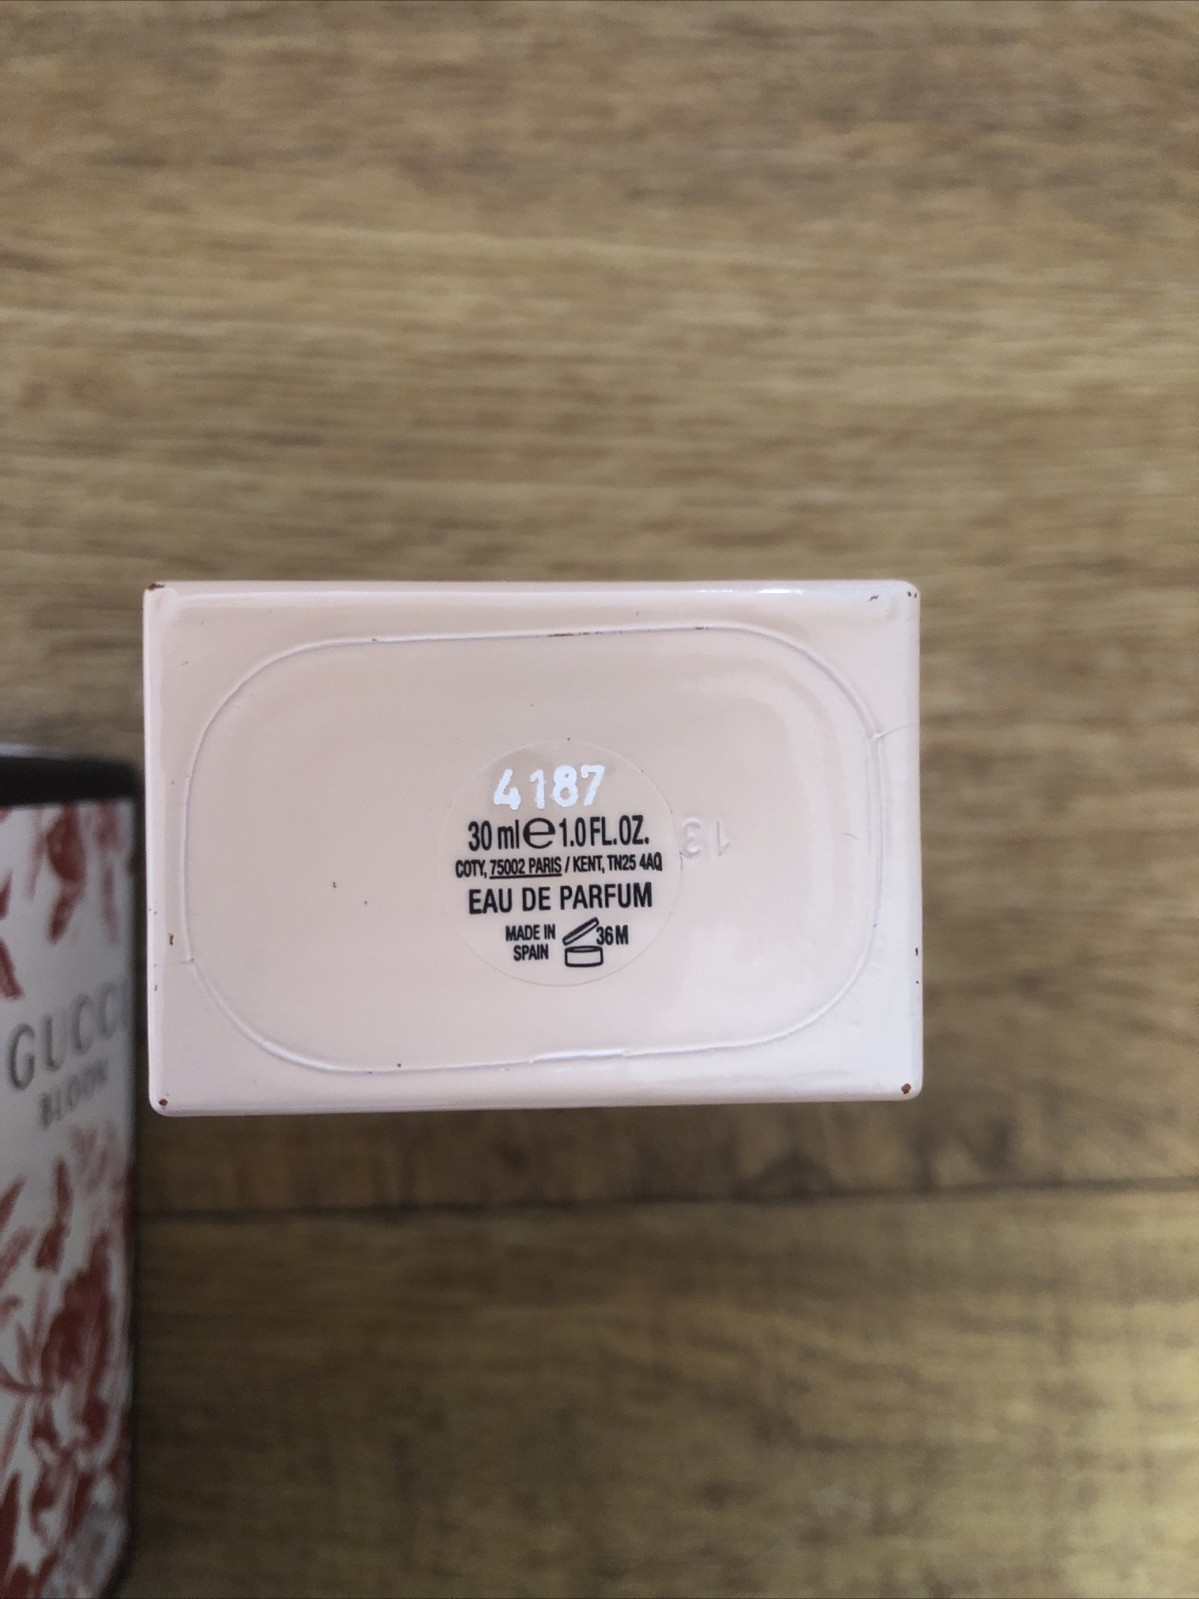 4187
30 ml e 1.0 FL.OZ.
COTY, 75002 PARIS / KENT, TN25 4AQ
EAU DE PARFUM
MADE IN
SPAIN
36M
13
GUCCI
BLOOM